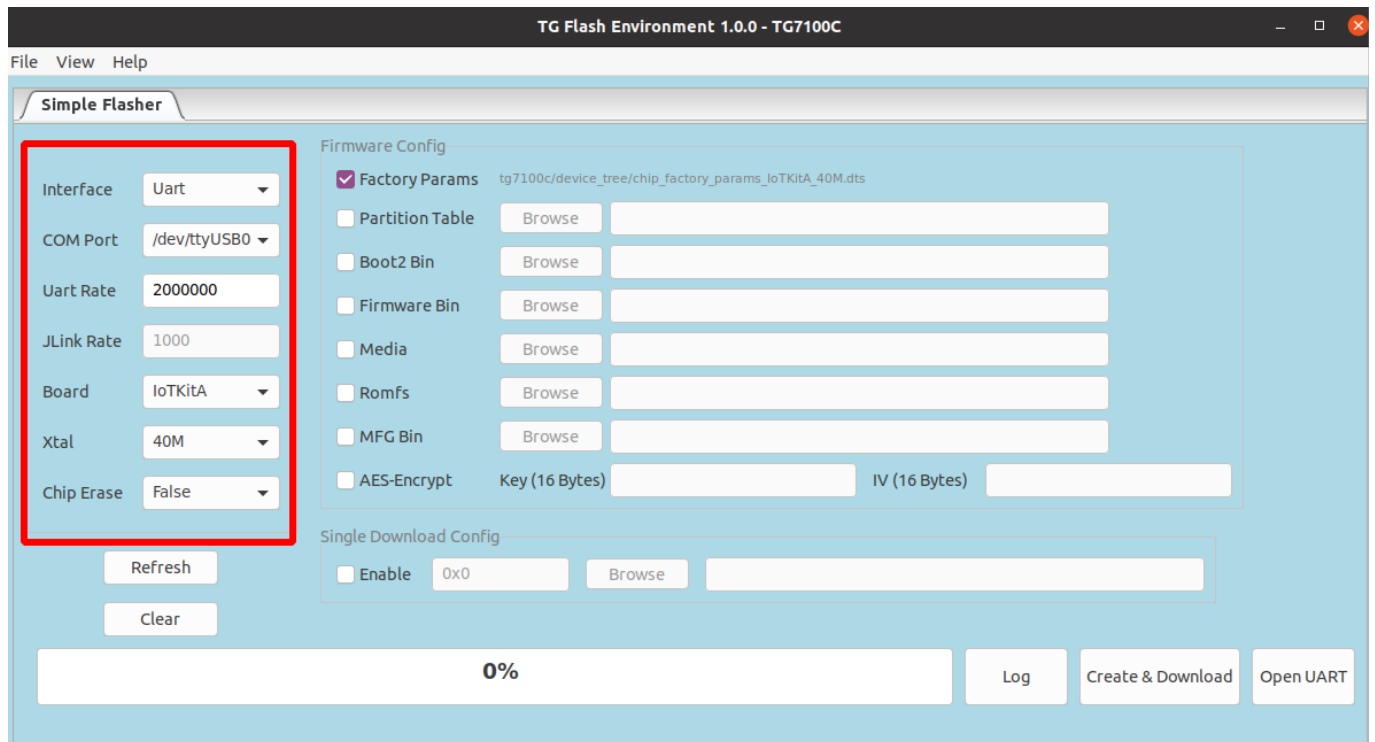 TG Flash Environment 1.0.0 - TG7100C
File View Help
Simple Flasher
Interface Uart
COM Port /dev/ttyUSB0
Uart Rate 2000000
JLink Rate 1000
Board IoTKitA
Xtal 40M
Chip Erase False
Refresh
Clear
Firmware Config
Factory Params tg7100c/device_tree/chip_factory_params_IoTKitA_40M.dts
Partition Table Browse
Boot2 Bin Browse
Firmware Bin Browse
Media Browse
Romfs Browse
MFG Bin Browse
AES-Encrypt Key (16 Bytes) IV (16 Bytes)
Single Download Config
Enable 0x0 Browse
0% Log Create & Download Open UART